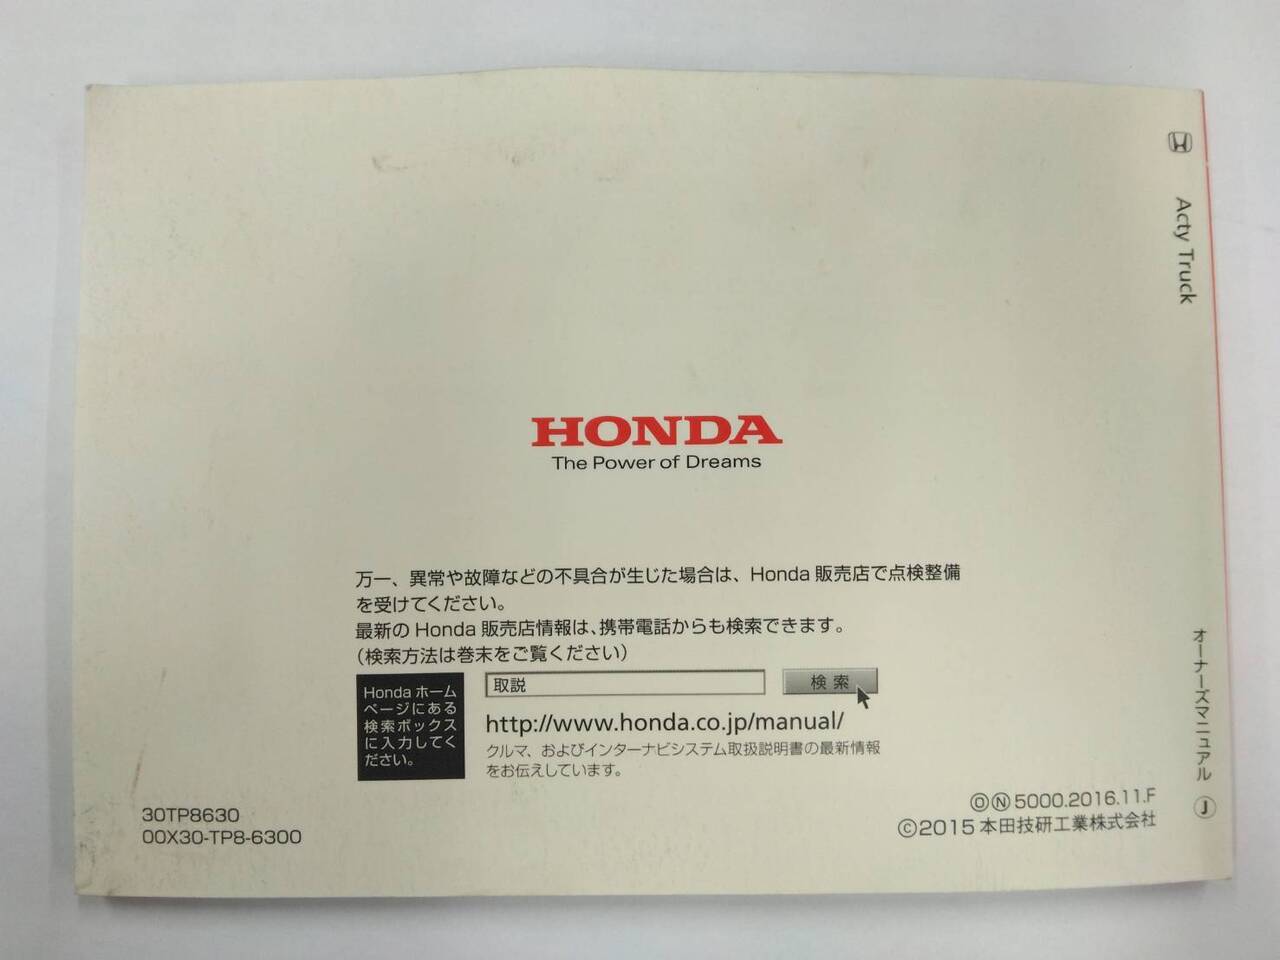 HONDA
The Power of Dreams
万一、異常や故障などの不具合が生じた場合は、Honda 販売店で点検整備
を受けてください。
最新の Honda 販売店情報は、携帯電話からも検索できます。
（検索方法は巻末をご覧ください）
Honda ホーム
ページにある
検索ボックス
に入力してく
ださい。
取説
検 索
http://www.honda.co.jp/manual/
クルマ、およびインターナビシステム取扱説明書の最新情報
をお伝えしています。
30TP8630
00X30-TP8-6300
ⓄⓃ5000.2016.11.F
©2015 本田技研工業株式会社
Acty Truck
オーナーズマニュアル Ⓙ